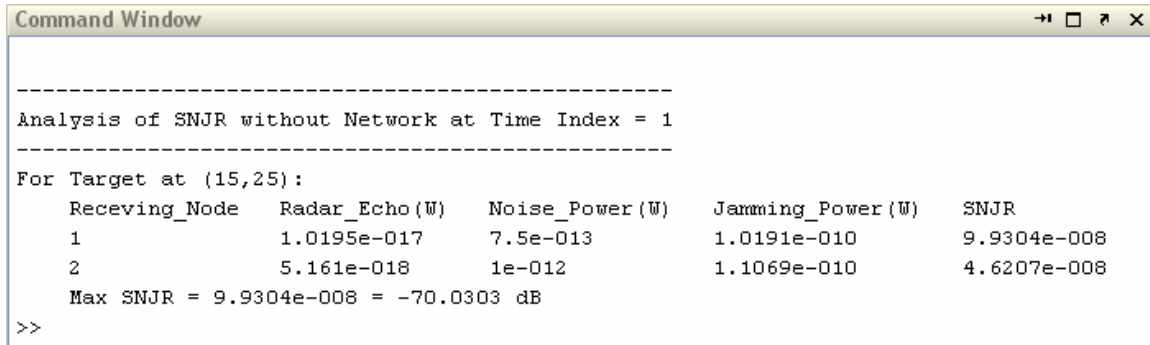 Command Window
--------------------------------------------------
Analysis of SNJR without Network at Time Index = 1
--------------------------------------------------
For Target at (15,25):
Receving_Node Radar_Echo(W) Noise_Power(W) Jamming_Power(W) SNJR
1 1.0195e-017 7.5e-013 1.0191e-010 9.9304e-008
2 5.161e-018 1e-012 1.1069e-010 4.6207e-008
Max SNJR = 9.9304e-008 = -70.0303 dB
>>